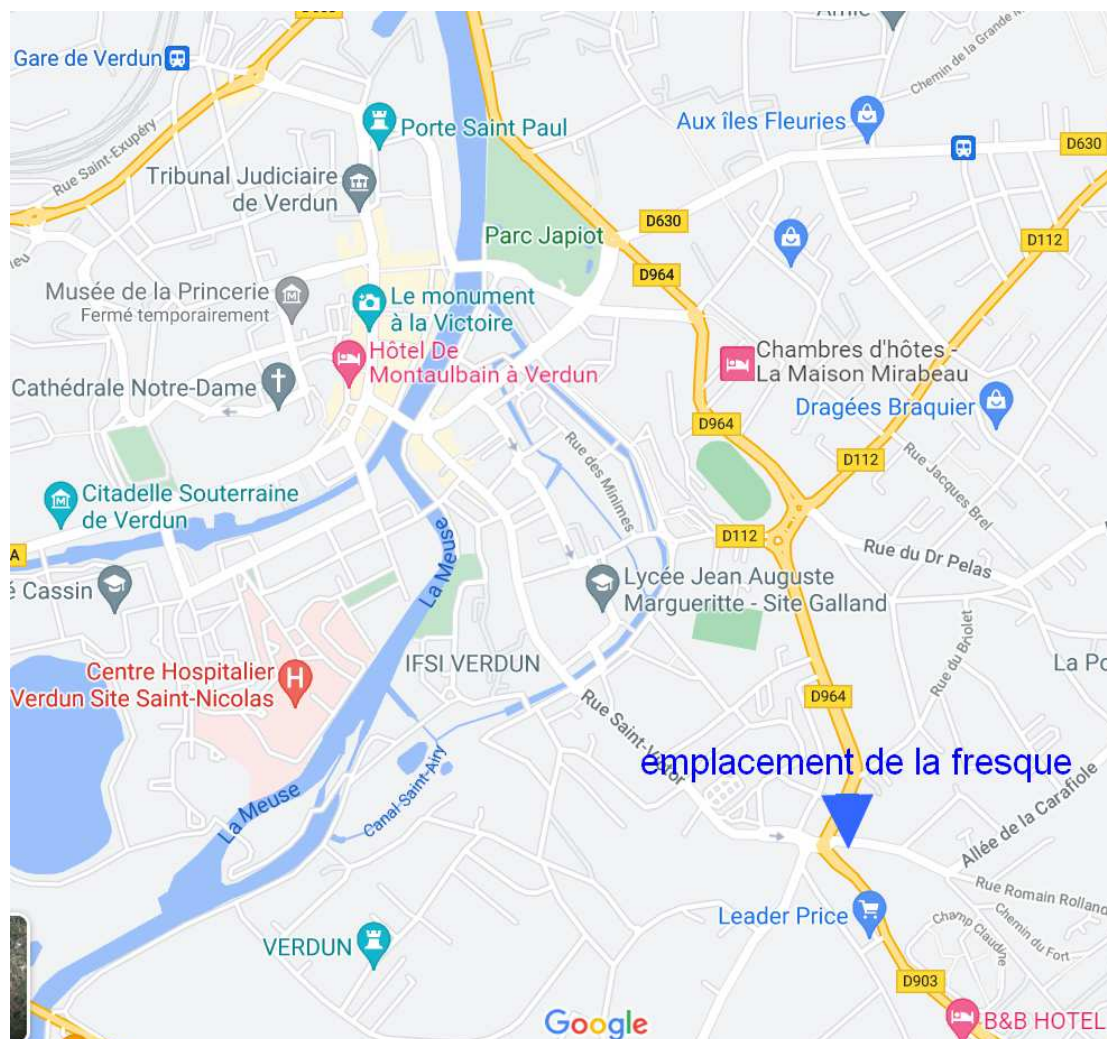 Gare de Verdun
Porte Saint Paul
Aux îles Fleuries
Chemin de la Grande
D630
Rue Saint-Exupéry
Tribunal Judiciaire
de Verdun
Parc Japiot
D630
D112
D964
Musée de la Princerie
Fermé temporairement
Le monument
à la Victoire
Hôtel De
Montaulbain à Verdun
Chambres d'hôtes -
La Maison Mirabeau
Cathédrale Notre-Dame
Dragées Braquier
D964
Rue des Minimes
Rue Jacques Brel
D112
Citadelle Souterraine
de Verdun
La Meuse
D112
Rue du Dr Pelas
A
Cassin
Lycée Jean Auguste
Margueritte - Site Galland
Rue du Briolet
IFSI VERDUN
La Po
Centre Hospitalier
Verdun Site Saint-Nicolas
D964
Rue Saint-Victor
emplacement de la fresque
La Meuse
Canal Saint-Airy
Allée de la Carafiole
Rue Romain Rolland
Leader Price
Champ Claudine
Chemin du Fort
VERDUN
D903
Google
B&B HOTEL